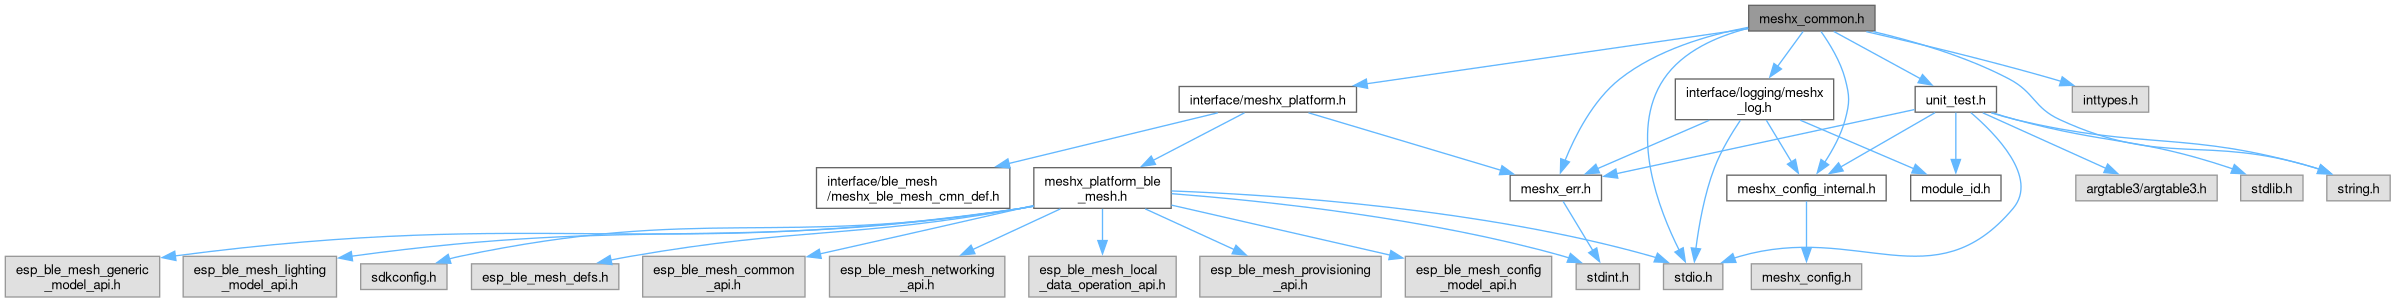 meshx_common.h
interface/meshx_platform.h
interface/logging/meshx
_log.h
unit_test.h
inttypes.h
interface/ble_mesh
/meshx_ble_mesh_cmn_def.h
meshx_platform_ble
_mesh.h
meshx_err.h
meshx_config_internal.h
module_id.h
argtable3/argtable3.h
stdlib.h
string.h
esp_ble_mesh_generic
_model_api.h
esp_ble_mesh_lighting
_model_api.h
sdkconfig.h
esp_ble_mesh_defs.h
esp_ble_mesh_common
_api.h
esp_ble_mesh_networking
_api.h
esp_ble_mesh_local
_data_operation_api.h
esp_ble_mesh_provisioning
_api.h
esp_ble_mesh_config
_model_api.h
stdint.h
stdio.h
meshx_config.h